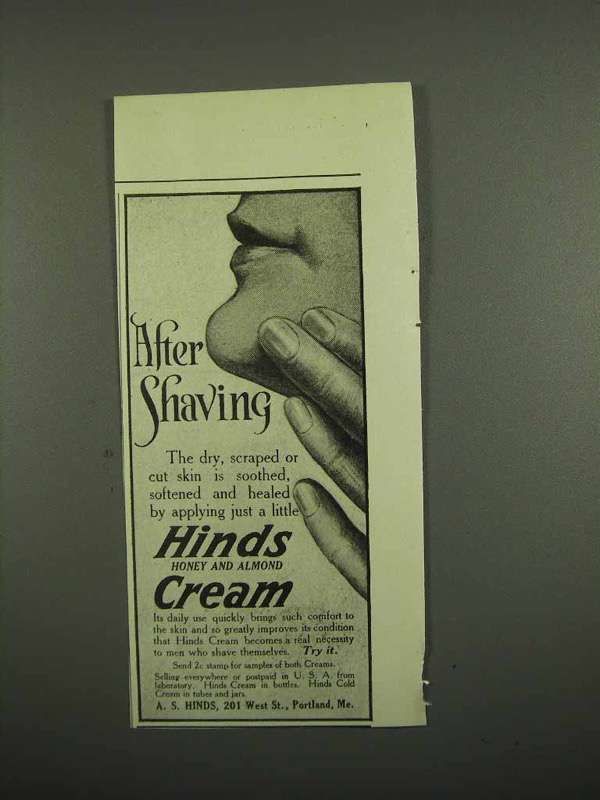 After
Shaving
The dry, scraped or
cut skin is soothed,
softened and healed
by applying just a little
Hinds
HONEY AND ALMOND
Cream
Its daily use quickly brings such comfort to
the skin and so greatly improves its condition
that Hinds Cream becomes a real necessity
to men who shave themselves. Try it.
Send 2c stamp for samples of both Creams.
Selling everywhere or postpaid in U. S. A. from
laboratory. Hinds Cream in bottles. Hinds Cold
Cream in tubes and jars.
A. S. HINDS, 201 West St., Portland, Me.